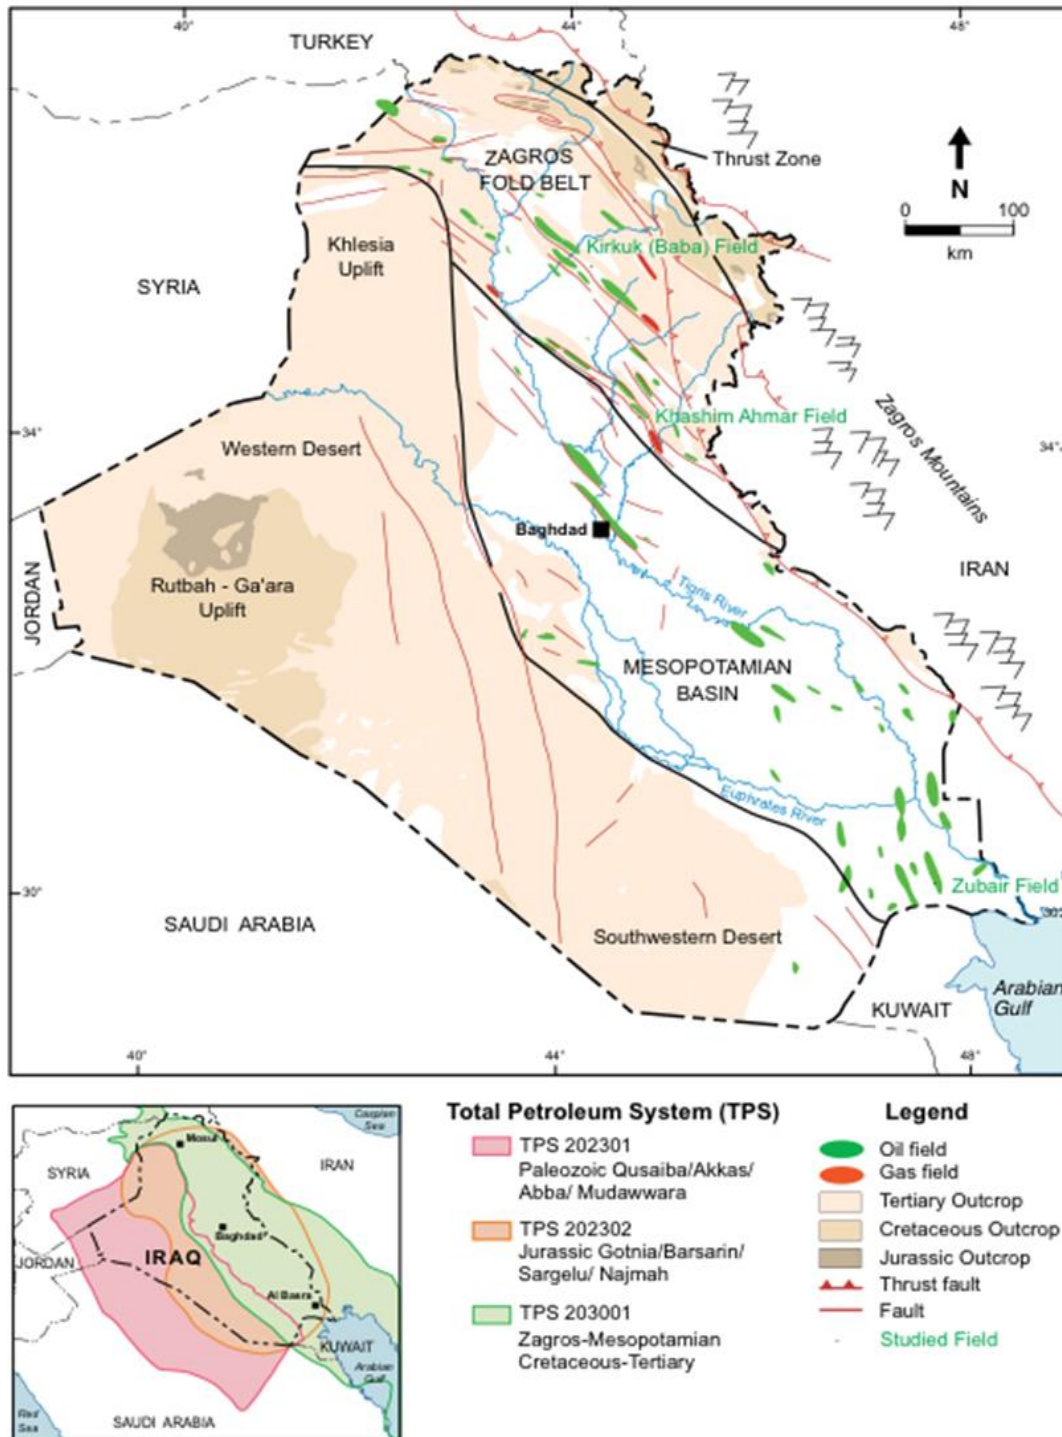 40°
44°
48°
TURKEY
ZAGROS
FOLD BELT
Thrust Zone
N
0 100
km
Khlesia
Uplift
Kirkuk (Baba) Field
SYRIA
Zagros Mountains
Khashim Ahmar Field
34°
34°
Western Desert
Baghdad
IRAN
JORDAN
Rutbah - Ga'ara
Uplift
Tigris River
MESOPOTAMIAN
BASIN
Euphrates River
30°
Zubair Field
SAUDI ARABIA
Southwestern Desert
KUWAIT
Arabian
Gulf
40°
44°
48°
Caspian
Sea
Mosul
SYRIA
IRAN
Baghdad
JORDAN
IRAQ
Al Basra
KUWAIT
Arabian
Gulf
Red
Sea
SAUDI ARABIA
Total Petroleum System (TPS)
TPS 202301
Paleozoic Qusaiba/Akkas/
Abba/ Mudawwara
TPS 202302
Jurassic Gotnia/Barsarin/
Sargelu/ Najmah
TPS 203001
Zagros-Mesopotamian
Cretaceous-Tertiary
Legend
Oil field
Gas field
Tertiary Outcrop
Cretaceous Outcrop
Jurassic Outcrop
Thrust fault
Fault
Studied Field